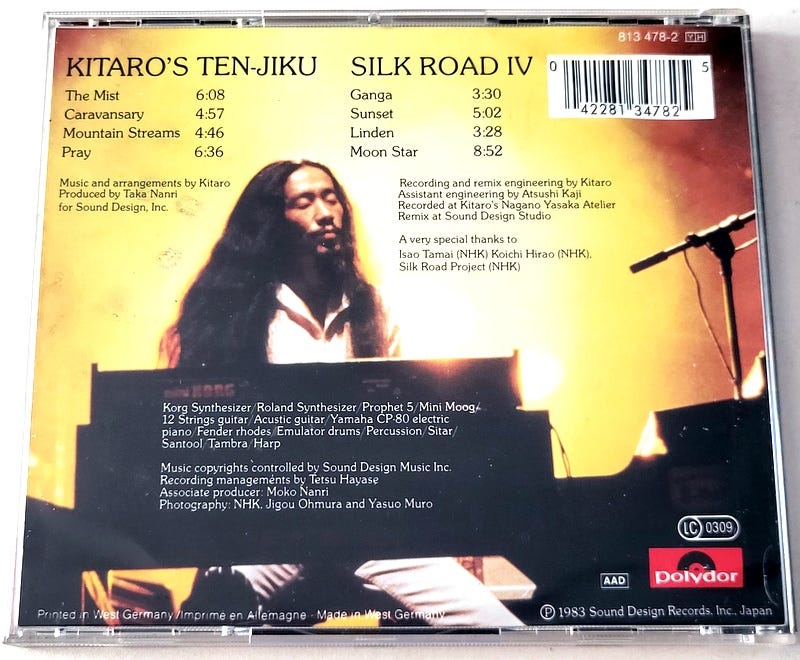 813 478-2 YH
KITARO'S TEN-JIKU SILK ROAD IV
The Mist 6:08
Caravansary 4:57
Mountain Streams 4:46
Pray 6:36
Ganga 3:30
Sunset 5:02
Linden 3:28
Moon Star 8:52
0 42281 34782 5
Music and arrangements by Kitaro
Produced by Taka Nanri
for Sound Design, Inc.
Recording and remix engineering by Kitaro
Assistant engineering by Atsushi Kaji
Recorded at Kitaro's Nagano Yasaka Atelier
Remix at Sound Design Studio
A very special thanks to
Isao Tamai (NHK) Koichi Hirao (NHK),
Silk Road Project (NHK)
KORG
Korg Synthesizer/Roland Synthesizer/Prophet 5/Mini Moog/
12 Strings guitar/Acustic guitar/Yamaha CP-80 electric
piano/Fender rhodes/Emulator drums/Percussion/Sitar/
Santool/Tambra/Harp
Music copyrights controlled by Sound Design Music Inc.
Recording managements by Tetsu Hayase
Associate producer: Moko Nanri
Photography: NHK, Jigou Ohmura and Yasuo Muro
LC 0309
AAD
polydor
Printed in West Germany/Imprimé en Allemagne · Made in West Germany
Ⓟ 1983 Sound Design Records. Inc., Japan